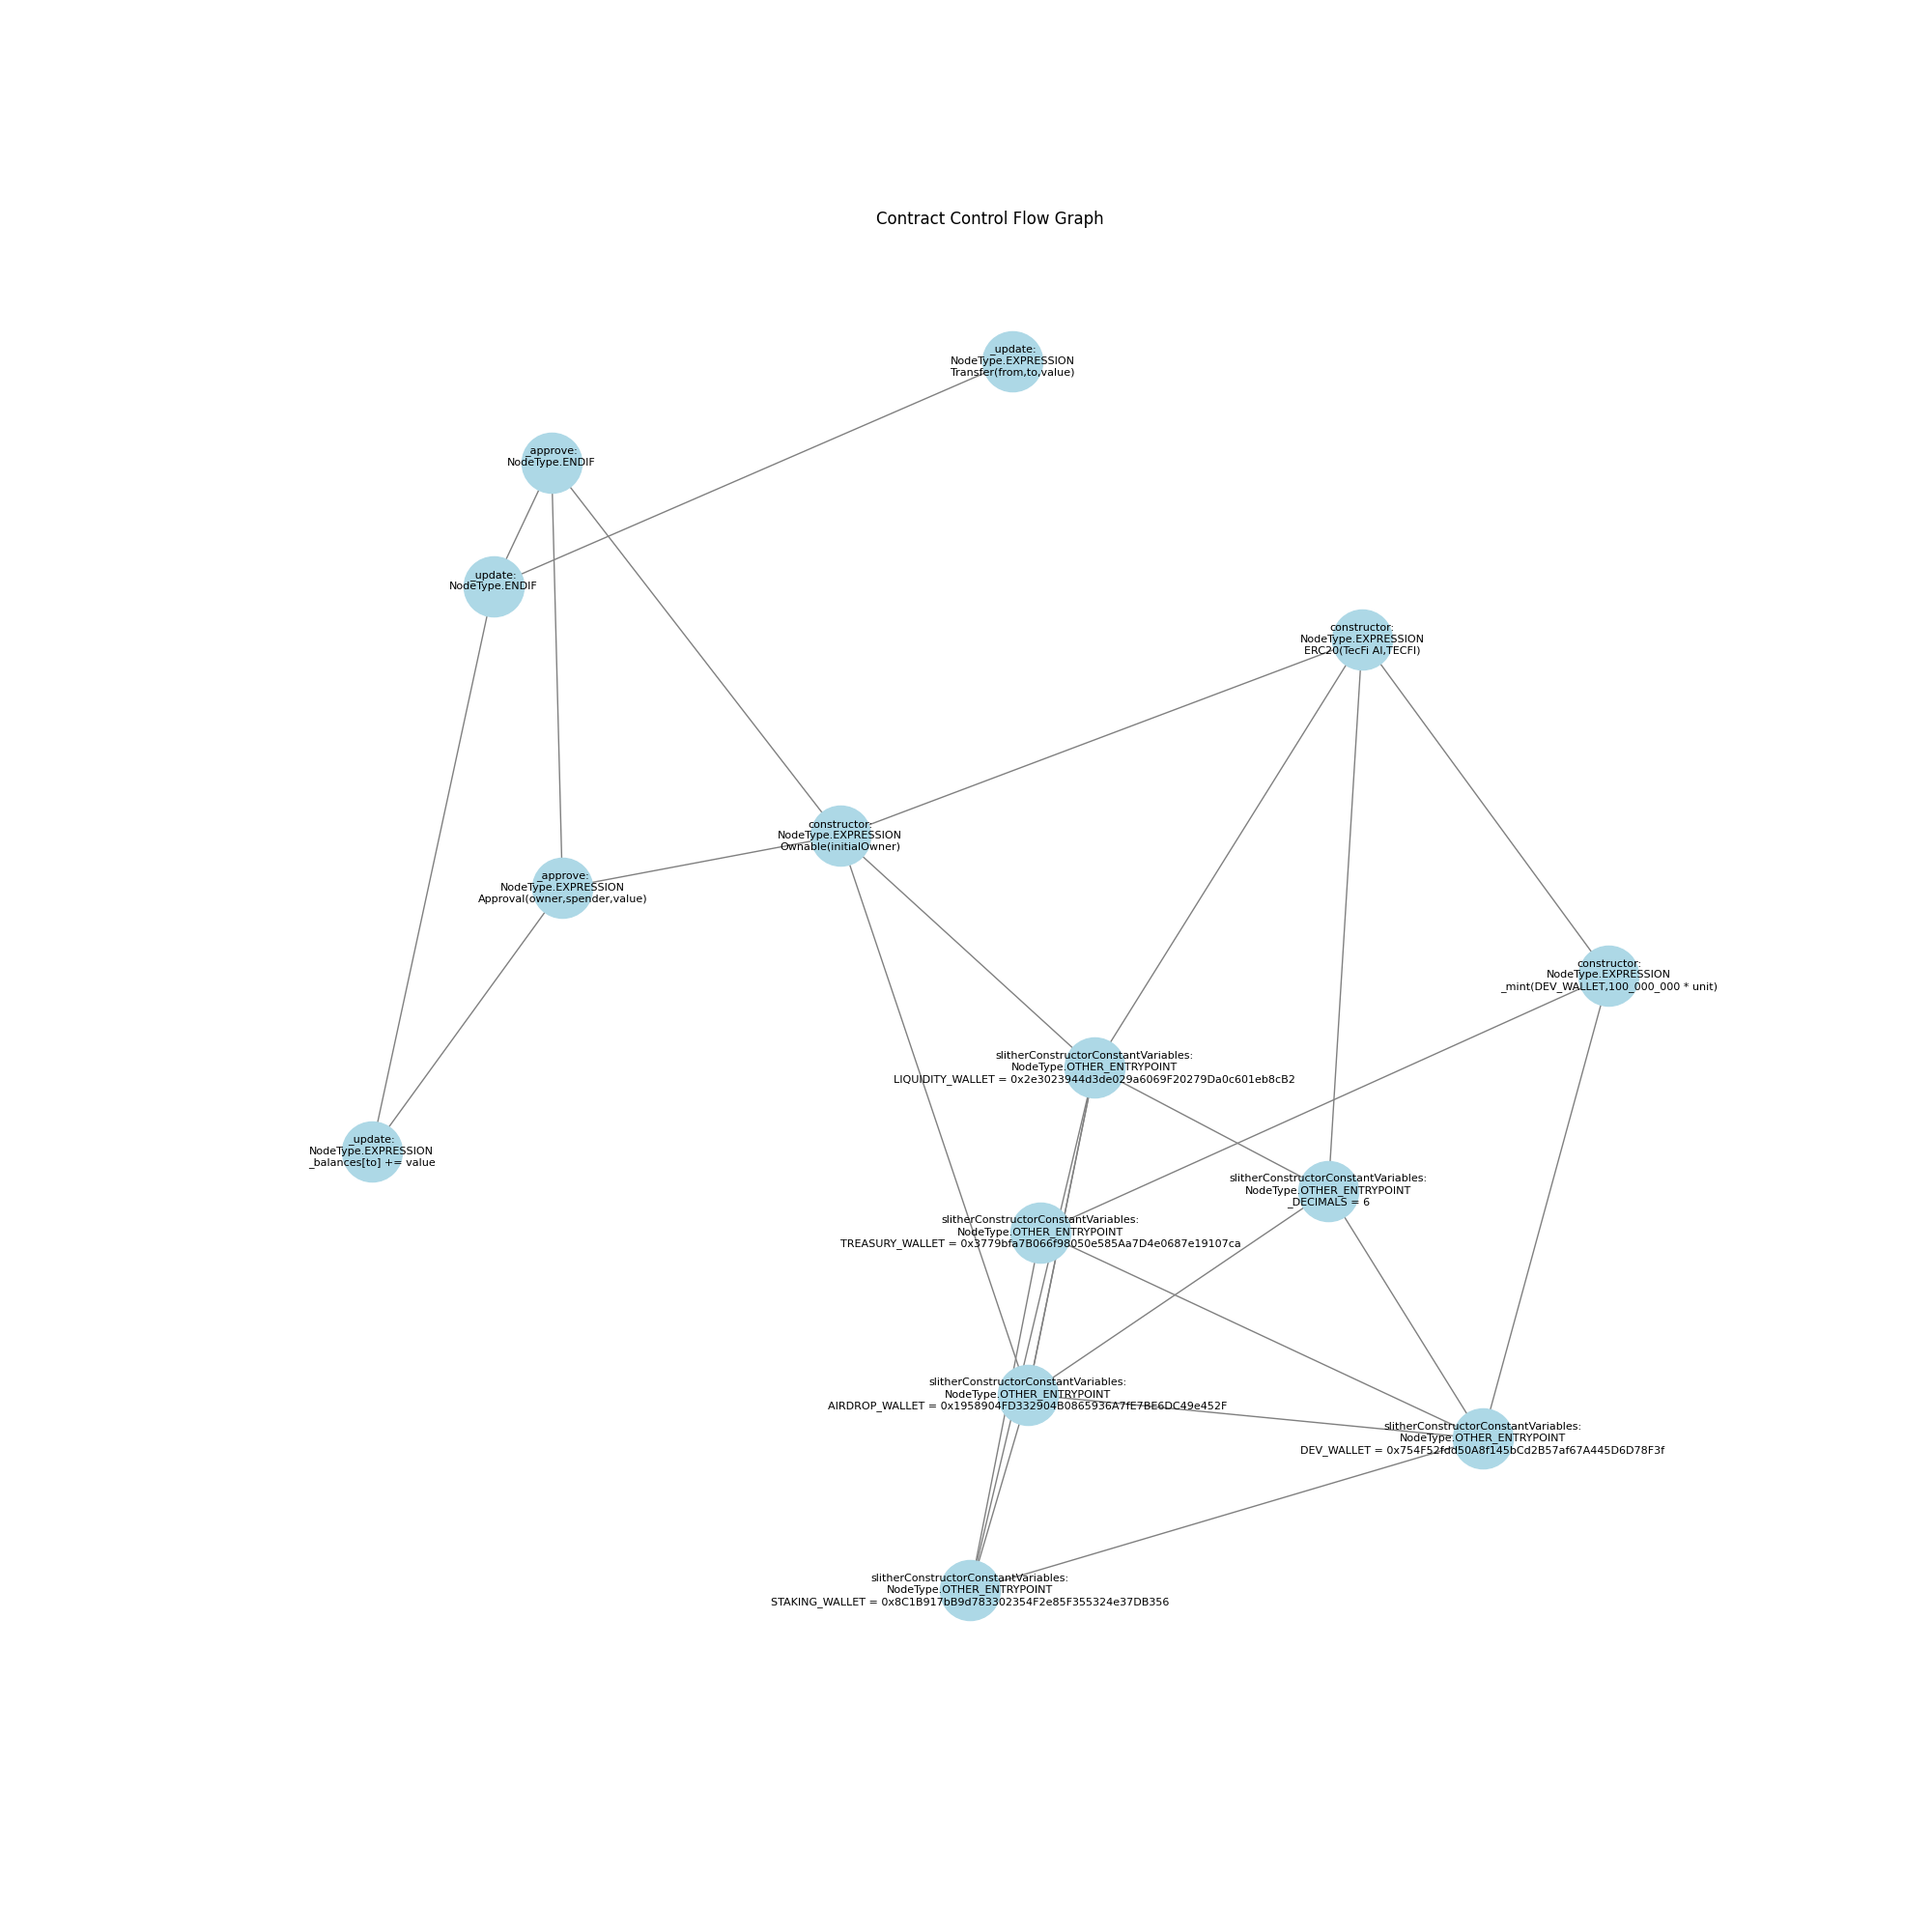 Contract Control Flow Graph
_update:
NodeType.EXPRESSION
Transfer(from,to,value)
_approve:
NodeType.ENDIF
_update:
NodeType.ENDIF
constructor:
NodeType.EXPRESSION
ERC20(TecFi AI,TECFI)
constructor:
NodeType.EXPRESSION
Ownable(initialOwner)
_approve:
NodeType.EXPRESSION
Approval(owner,spender,value)
constructor:
NodeType.EXPRESSION
_mint(DEV_WALLET,100_000_000 * unit)
slitherConstructorConstantVariables:
NodeType.OTHER_ENTRYPOINT
LIQUIDITY_WALLET = 0x2e3023944d3de029a6069F20279Da0c601eb8cB2
_update:
NodeType.EXPRESSION
_balances[to] += value
slitherConstructorConstantVariables:
NodeType.OTHER_ENTRYPOINT
_DECIMALS = 6
slitherConstructorConstantVariables:
NodeType.OTHER_ENTRYPOINT
TREASURY_WALLET = 0x3779bfa7B066f98050e585Aa7D4e0687e19107ca
slitherConstructorConstantVariables:
NodeType.OTHER_ENTRYPOINT
AIRDROP_WALLET = 0x1958904FD332904B0865936A7fE7BE6DC49e452F
slitherConstructorConstantVariables:
NodeType.OTHER_ENTRYPOINT
DEV_WALLET = 0x754F52fdd50A8f145bCd2B57af67A445D6D78F3f
slitherConstructorConstantVariables:
NodeType.OTHER_ENTRYPOINT
STAKING_WALLET = 0x8C1B917bB9d783302354F2e85F355324e37DB356